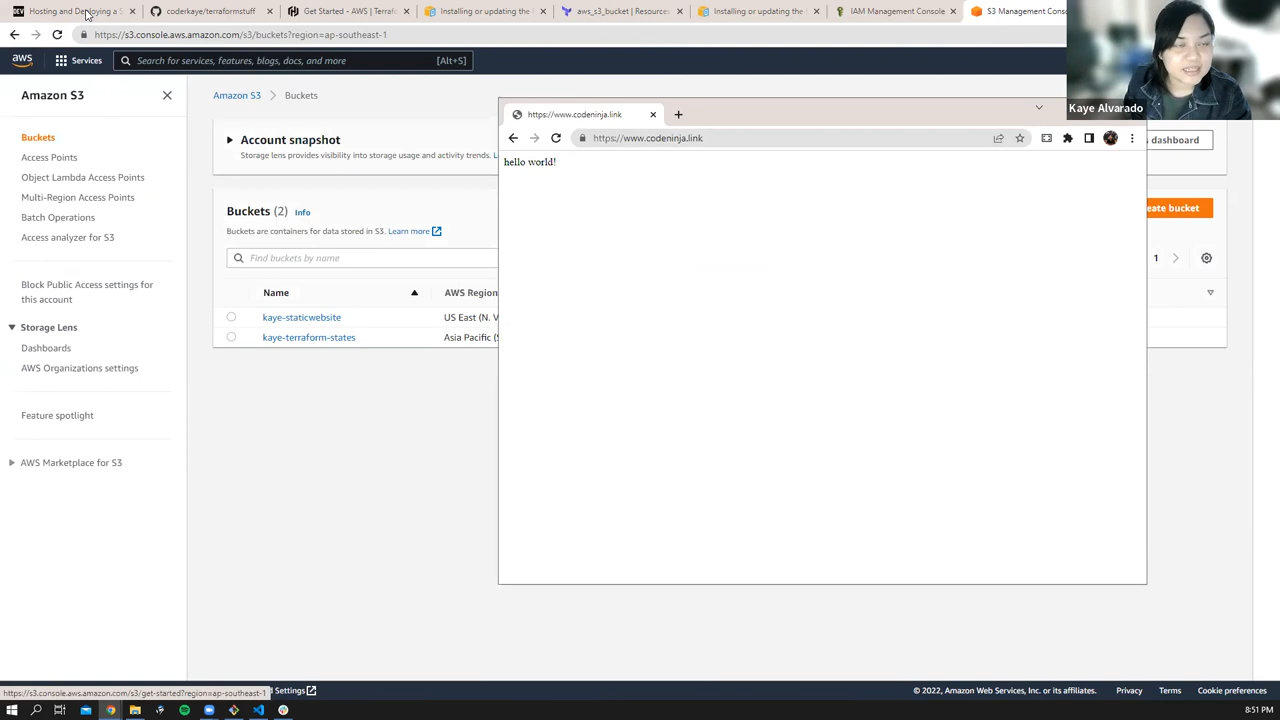 DEV Hosting and Deploying a S
coderkaye/terraformstuff
Get Started - AWS | Terrafo
Installing or updating the
aws_s3_bucket | Resources
Installing or updating the
IAM Management Console
S3 Management Conso
https://s3.console.aws.amazon.com/s3/buckets?region=ap-southeast-1
aws
Services
Search for services, features, blogs, docs, and more
[Alt+S]
Kaye Alvarado
Amazon S3
Buckets
Access Points
Object Lambda Access Points
Multi-Region Access Points
Batch Operations
Access analyzer for S3
Block Public Access settings for
this account
Storage Lens
Dashboards
AWS Organizations settings
Feature spotlight
AWS Marketplace for S3
Amazon S3
Buckets
Account snapshot
Storage lens provides visibility into storage usage and activity trends. L
dashboard
Buckets (2) Info
Buckets are containers for data stored in S3. Learn more
eate bucket
Find buckets by name
1
Name
AWS Region
kaye-staticwebsite
US East (N. V
kaye-terraform-states
Asia Pacific (S
https://www.codeninja.link
https://www.codeninja.link
hello world!
https://s3.console.aws.amazon.com/s3/get-started?region=ap-southeast-1
d Settings
© 2022, Amazon Web Services, Inc. or its affiliates.
Privacy
Terms
Cookie preferences
8:51 PM